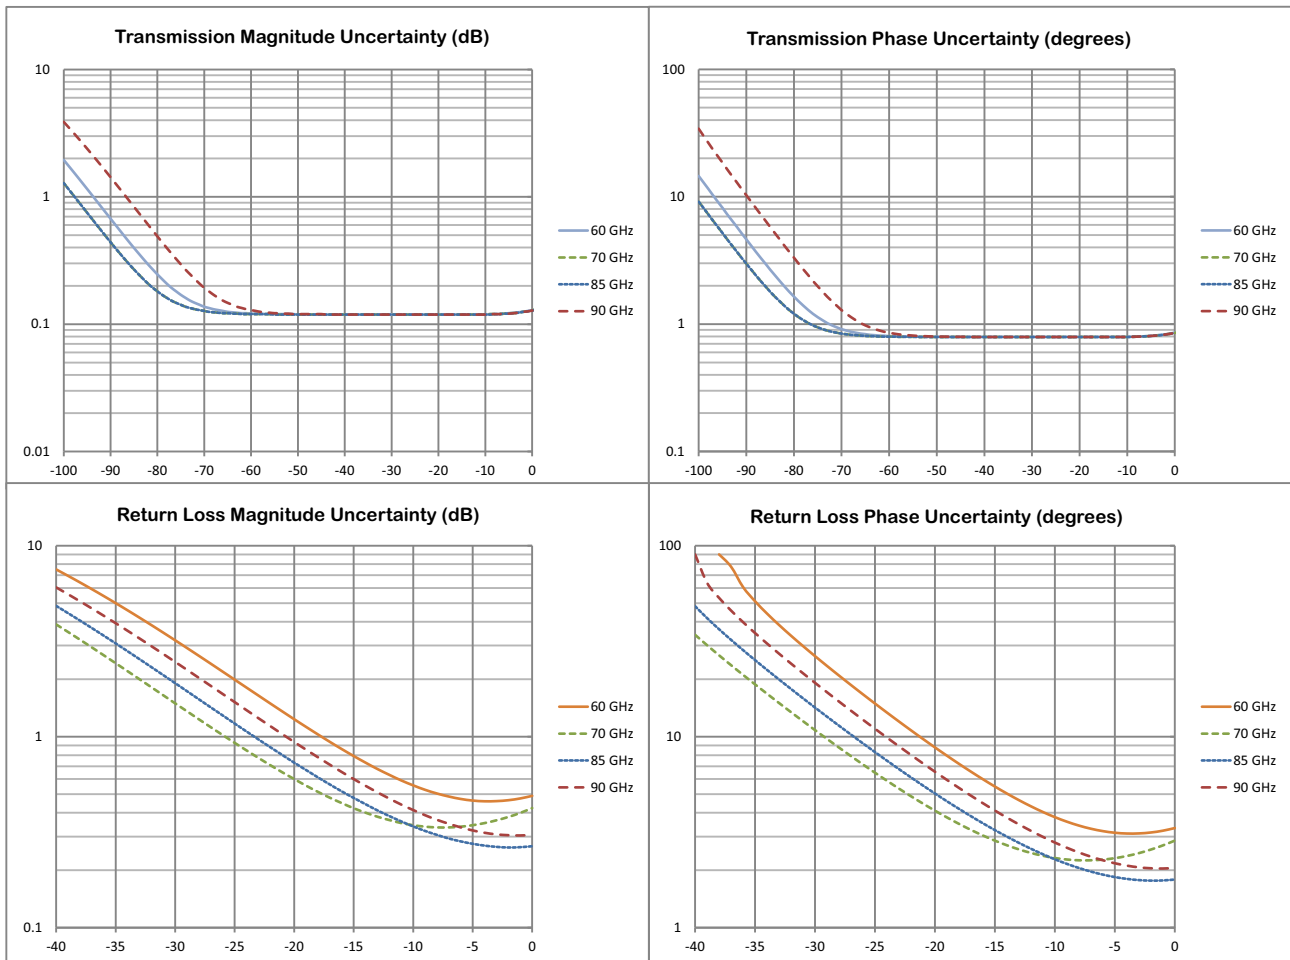 Transmission Magnitude Uncertainty (dB)
10
1
0.1
0.01
-100 -90 -80 -70 -60 -50 -40 -30 -20 -10 0
60 GHz
70 GHz
85 GHz
90 GHz
Transmission Phase Uncertainty (degrees)
100
10
1
0.1
-100 -90 -80 -70 -60 -50 -40 -30 -20 -10 0
60 GHz
70 GHz
85 GHz
90 GHz
Return Loss Magnitude Uncertainty (dB)
10
1
0.1
-40 -35 -30 -25 -20 -15 -10 -5 0
60 GHz
70 GHz
85 GHz
90 GHz
Return Loss Phase Uncertainty (degrees)
100
10
1
-40 -35 -30 -25 -20 -15 -10 -5 0
60 GHz
70 GHz
85 GHz
90 GHz